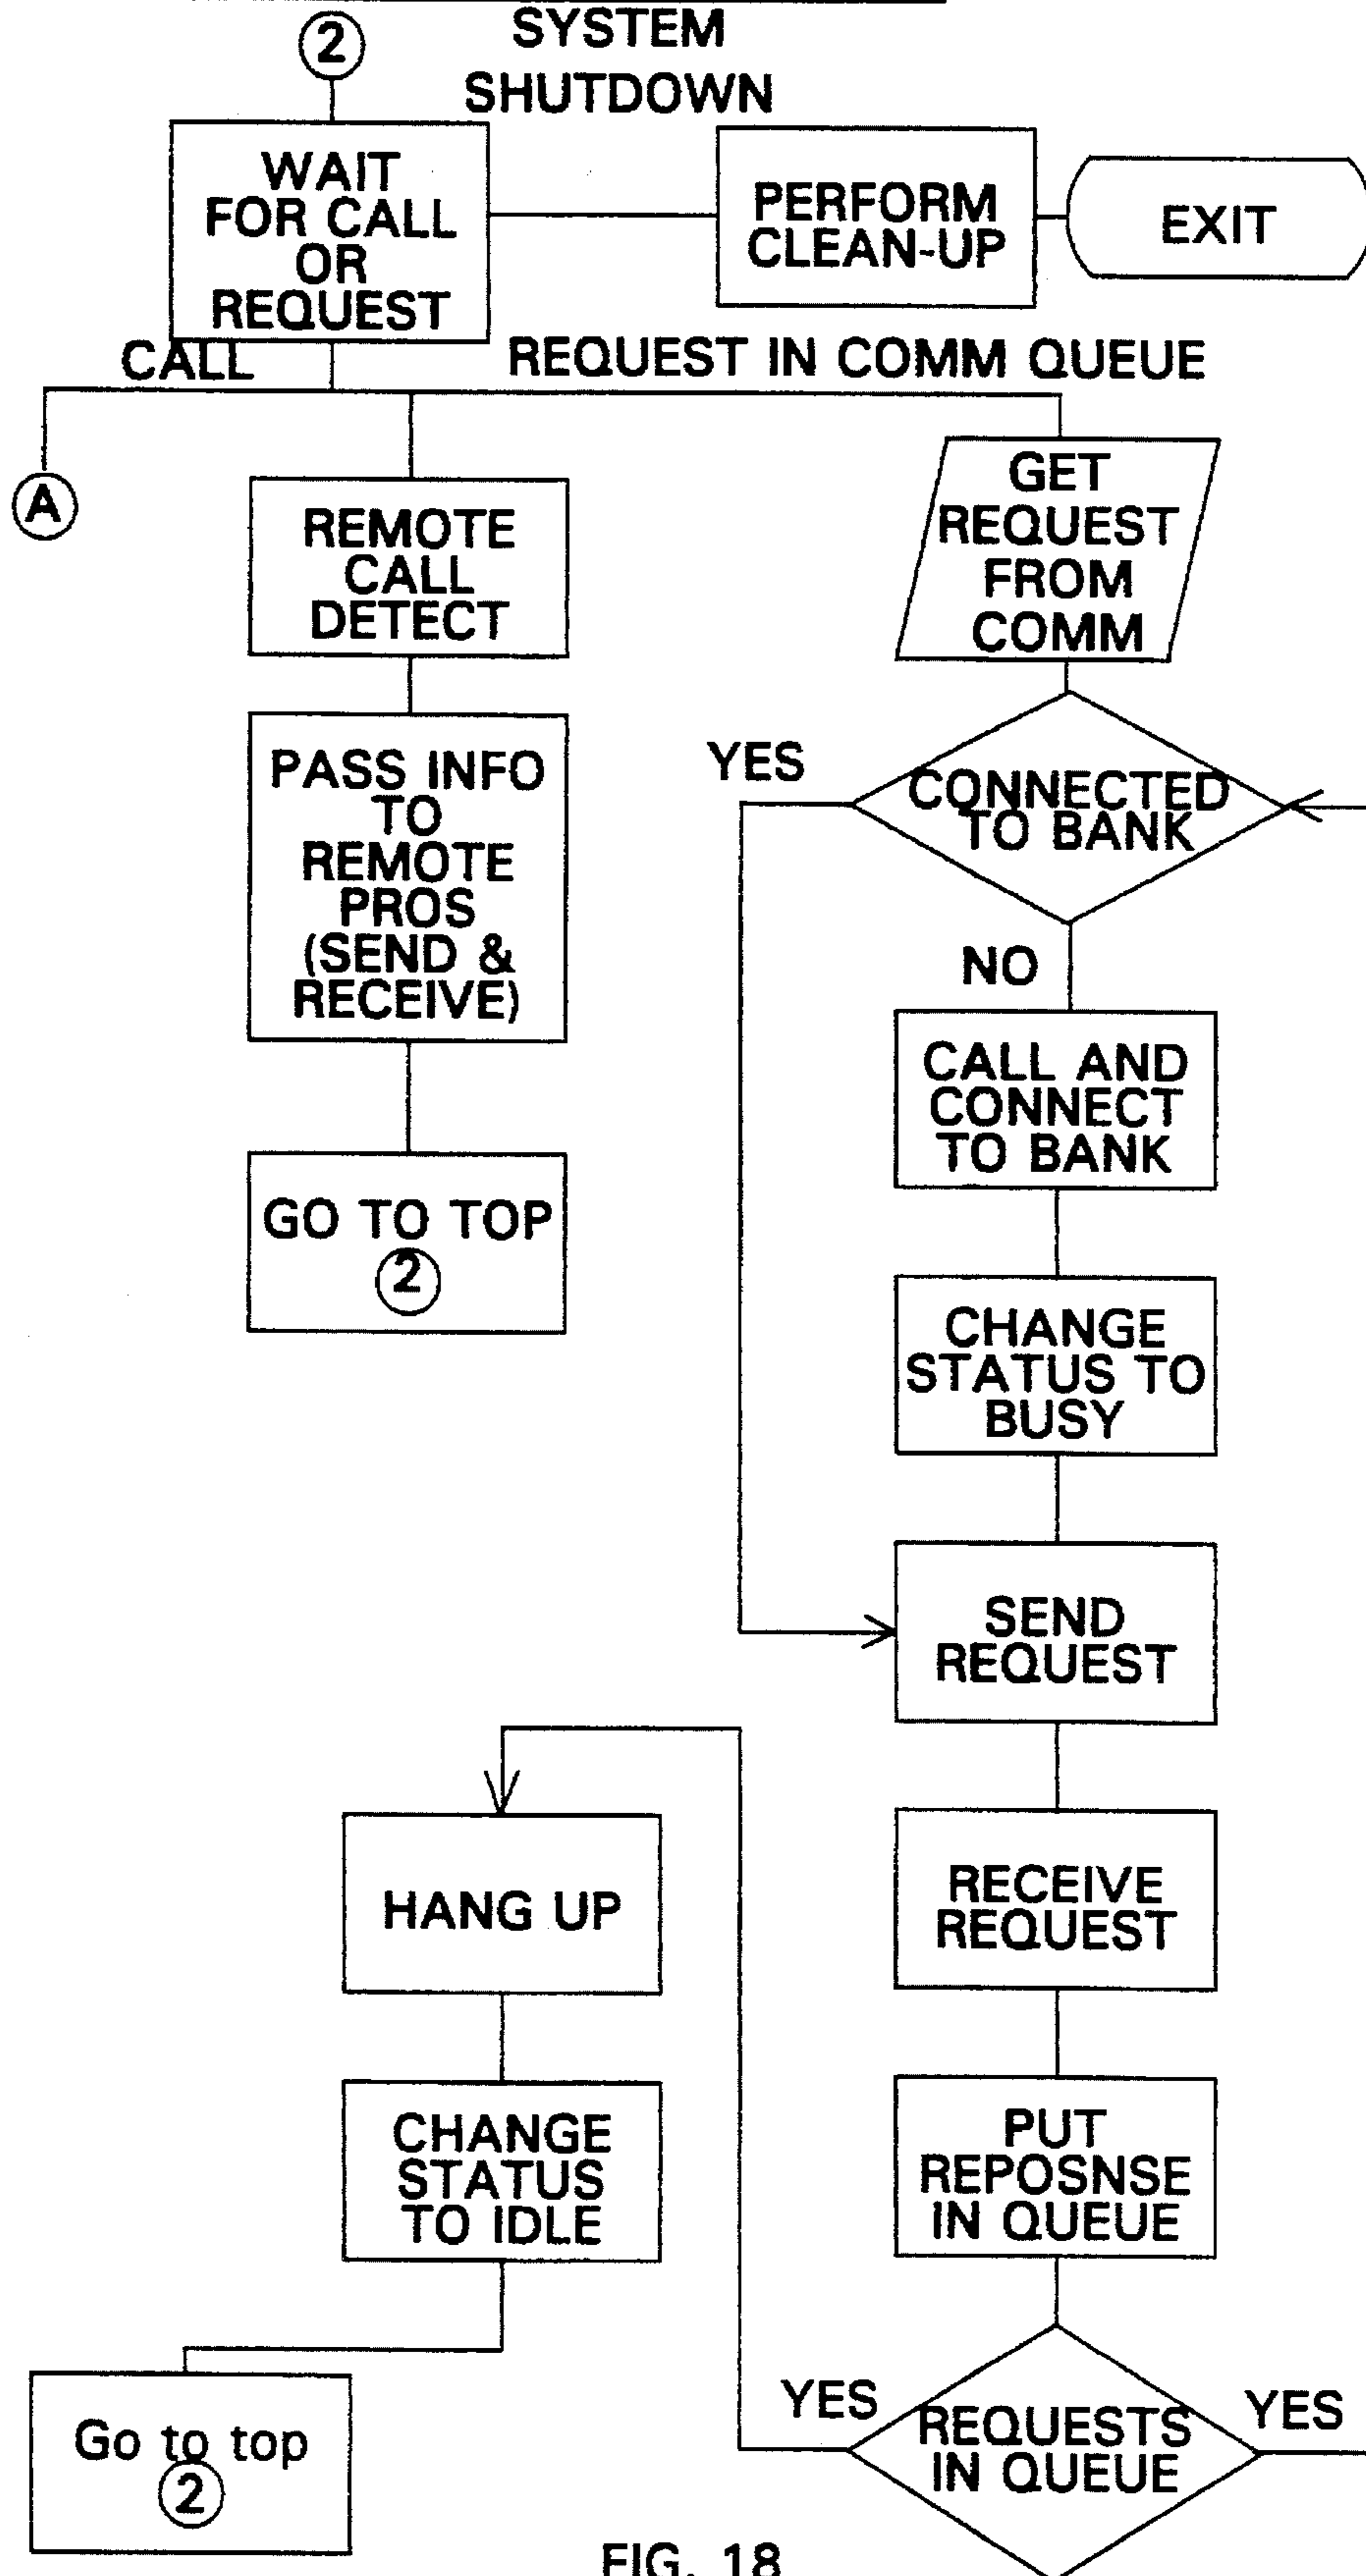 2
SYSTEM
SHUTDOWN
WAIT
FOR CALL
OR
REQUEST
PERFORM
CLEAN-UP
EXIT
CALL
REQUEST IN COMM QUEUE
A
REMOTE
CALL
DETECT
GET
REQUEST
FROM
COMM
PASS INFO
TO
REMOTE
PROS
(SEND &
RECEIVE)
YES
CONNECTED
TO BANK
NO
CALL AND
CONNECT
TO BANK
GO TO TOP
2
CHANGE
STATUS TO
BUSY
SEND
REQUEST
HANG UP
RECEIVE
REQUEST
CHANGE
STATUS
TO IDLE
PUT
REPOSNSE
IN QUEUE
YES
REQUESTS
IN QUEUE
YES
Go to top
2
FIG. 18